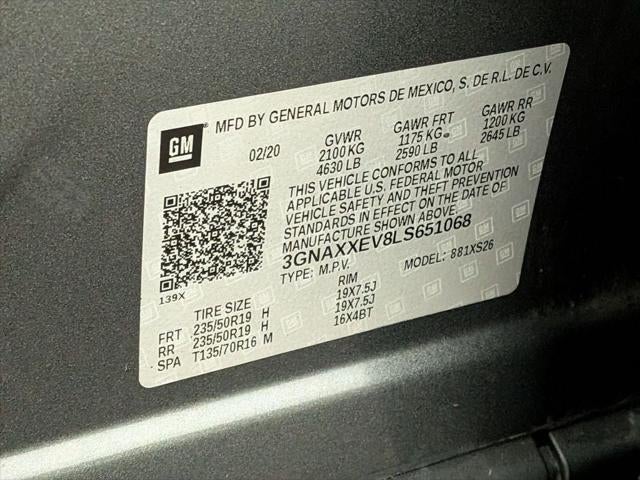 GM ® MFD BY GENERAL MOTORS DE MEXICO, S. DE R.L. DE C.V.
02/20 GVWR GAWR FRT GAWR RR
2100 KG 1175 KG 1200 KG
4630 LB 2590 LB 2645 LB
THIS VEHICLE CONFORMS TO ALL
APPLICABLE U.S. FEDERAL MOTOR
VEHICLE SAFETY AND THEFT PREVENTION
STANDARDS IN EFFECT ON THE DATE OF
MANUFACTURE SHOWN ABOVE.
3GNAXXEV8LS651068
TYPE: M.P.V. MODEL: 881XS26
139X
TIRE SIZE RIM
FRT 235/50R19 H 19X7.5J
RR 235/50R19 H 19X7.5J
SPA T135/70R16 M 16X4BT